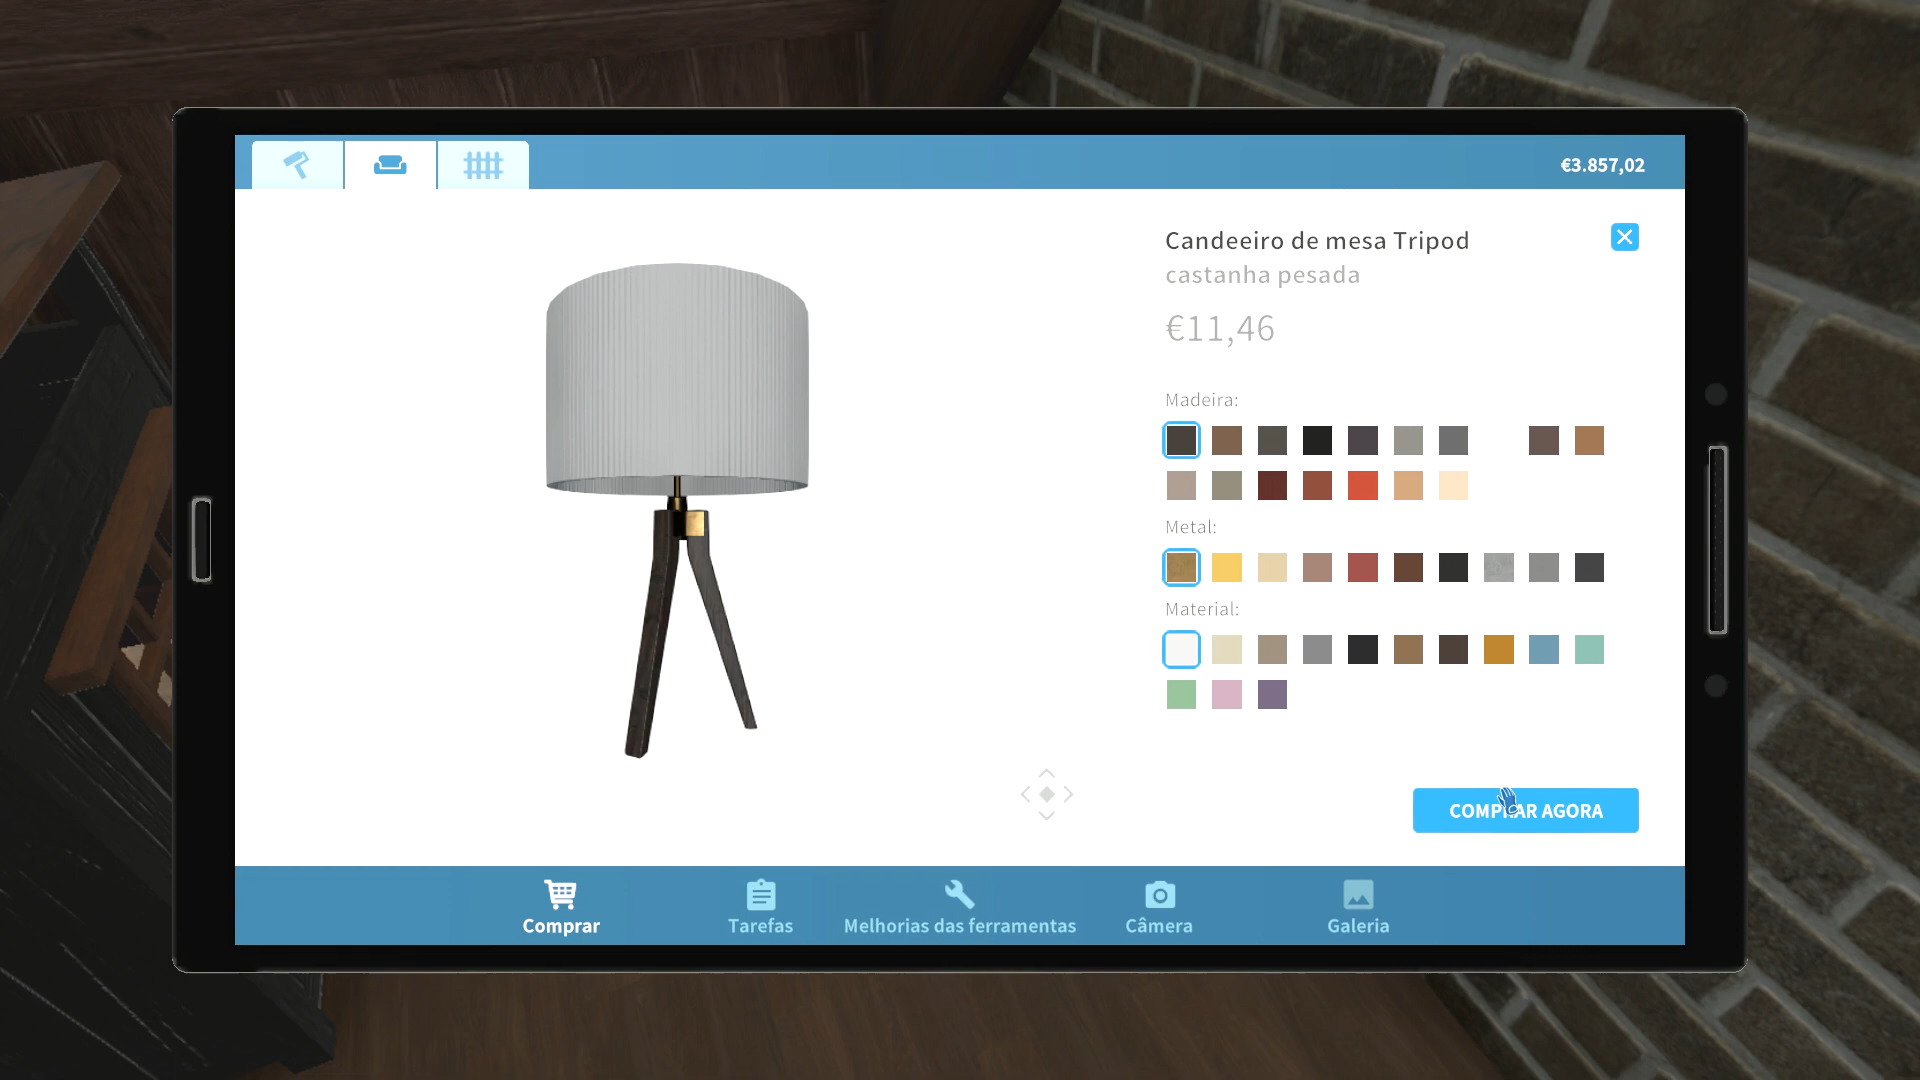 €3.857,02
Candeeiro de mesa Tripod
castanha pesada
€11,46
Madeira:
Metal:
Material:
COMPRAR AGORA
Comprar
Tarefas
Melhorias das ferramentas
Câmera
Galeria